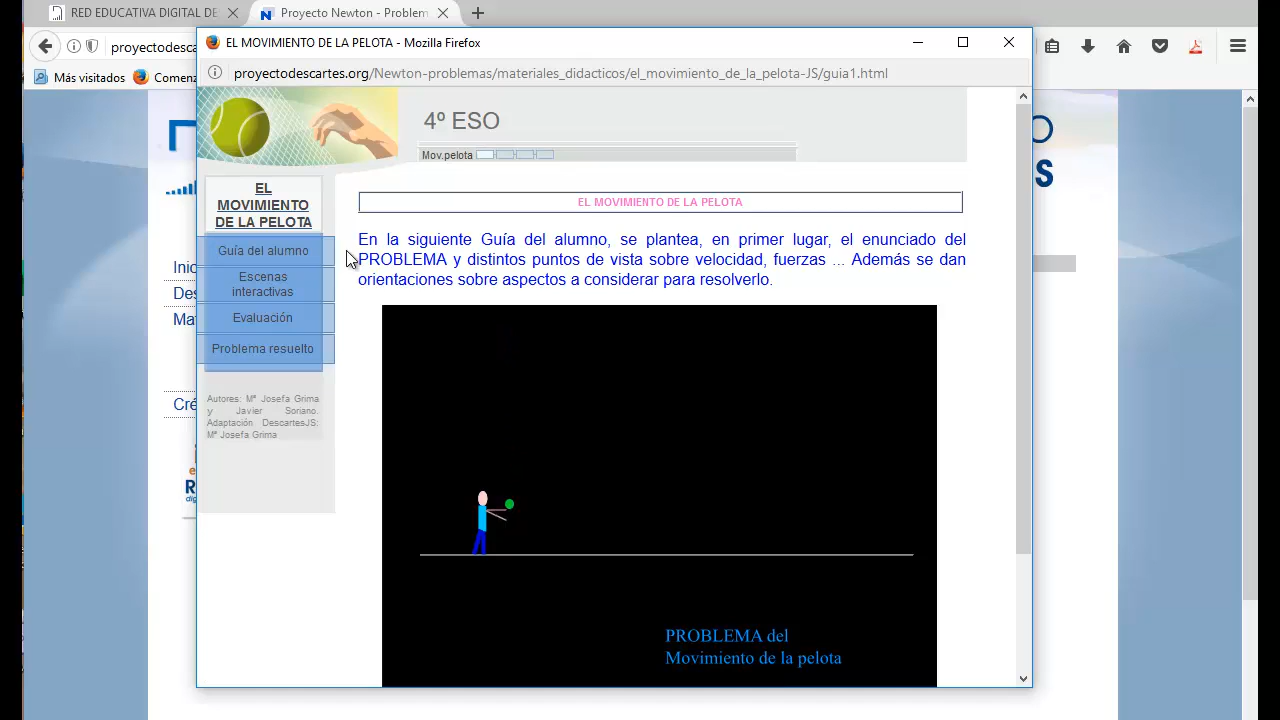 RED EDUCATIVA DIGITAL DE
Proyecto Newton - Problem
EL MOVIMIENTO DE LA PELOTA - Mozilla Firefox
proyectodesca
proyectodescartes.org/Newton-problemas/materiales_didacticos/el_movimiento_de_la_pelota-JS/guia1.html
Más visitados
Comenz
4º ESO
Mov.pelota
EL
MOVIMIENTO
DE LA PELOTA
Guía del alumno
Escenas
interactivas
Evaluación
Problema resuelto
Autores: Mª Josefa Grima
y Javier Soriano.
Adaptación DescartesJS:
Mª Josefa Grima
EL MOVIMIENTO DE LA PELOTA
En la siguiente Guía del alumno, se plantea, en primer lugar, el enunciado del
PROBLEMA y distintos puntos de vista sobre velocidad, fuerzas ... Además se dan
orientaciones sobre aspectos a considerar para resolverlo.
PROBLEMA del
Movimiento de la pelota
Inic
Des
Mat
Cré